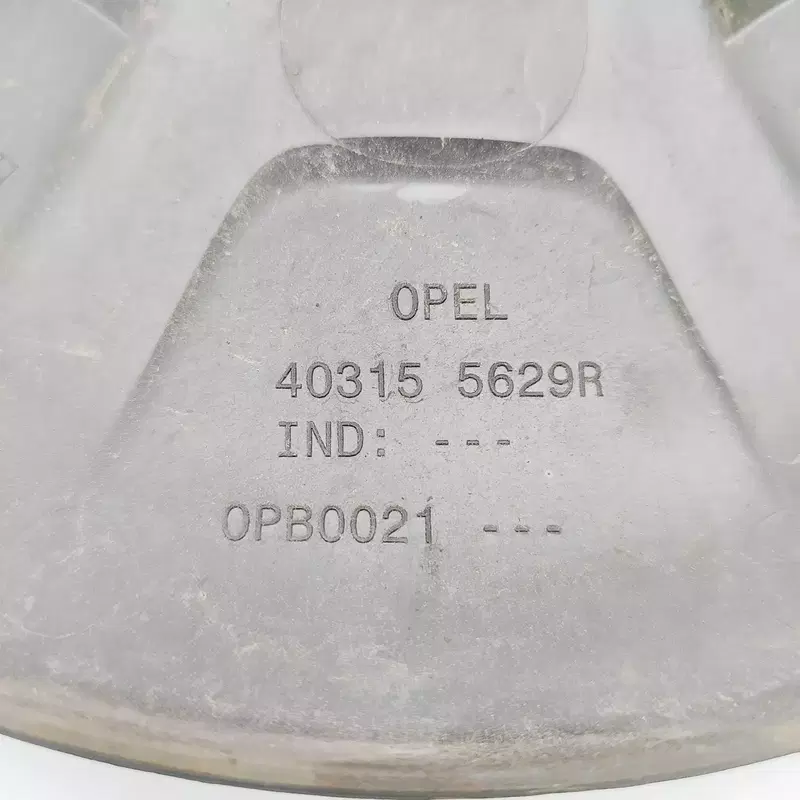 OPEL
40315 5629R
IND: ---
OPB0021 ---